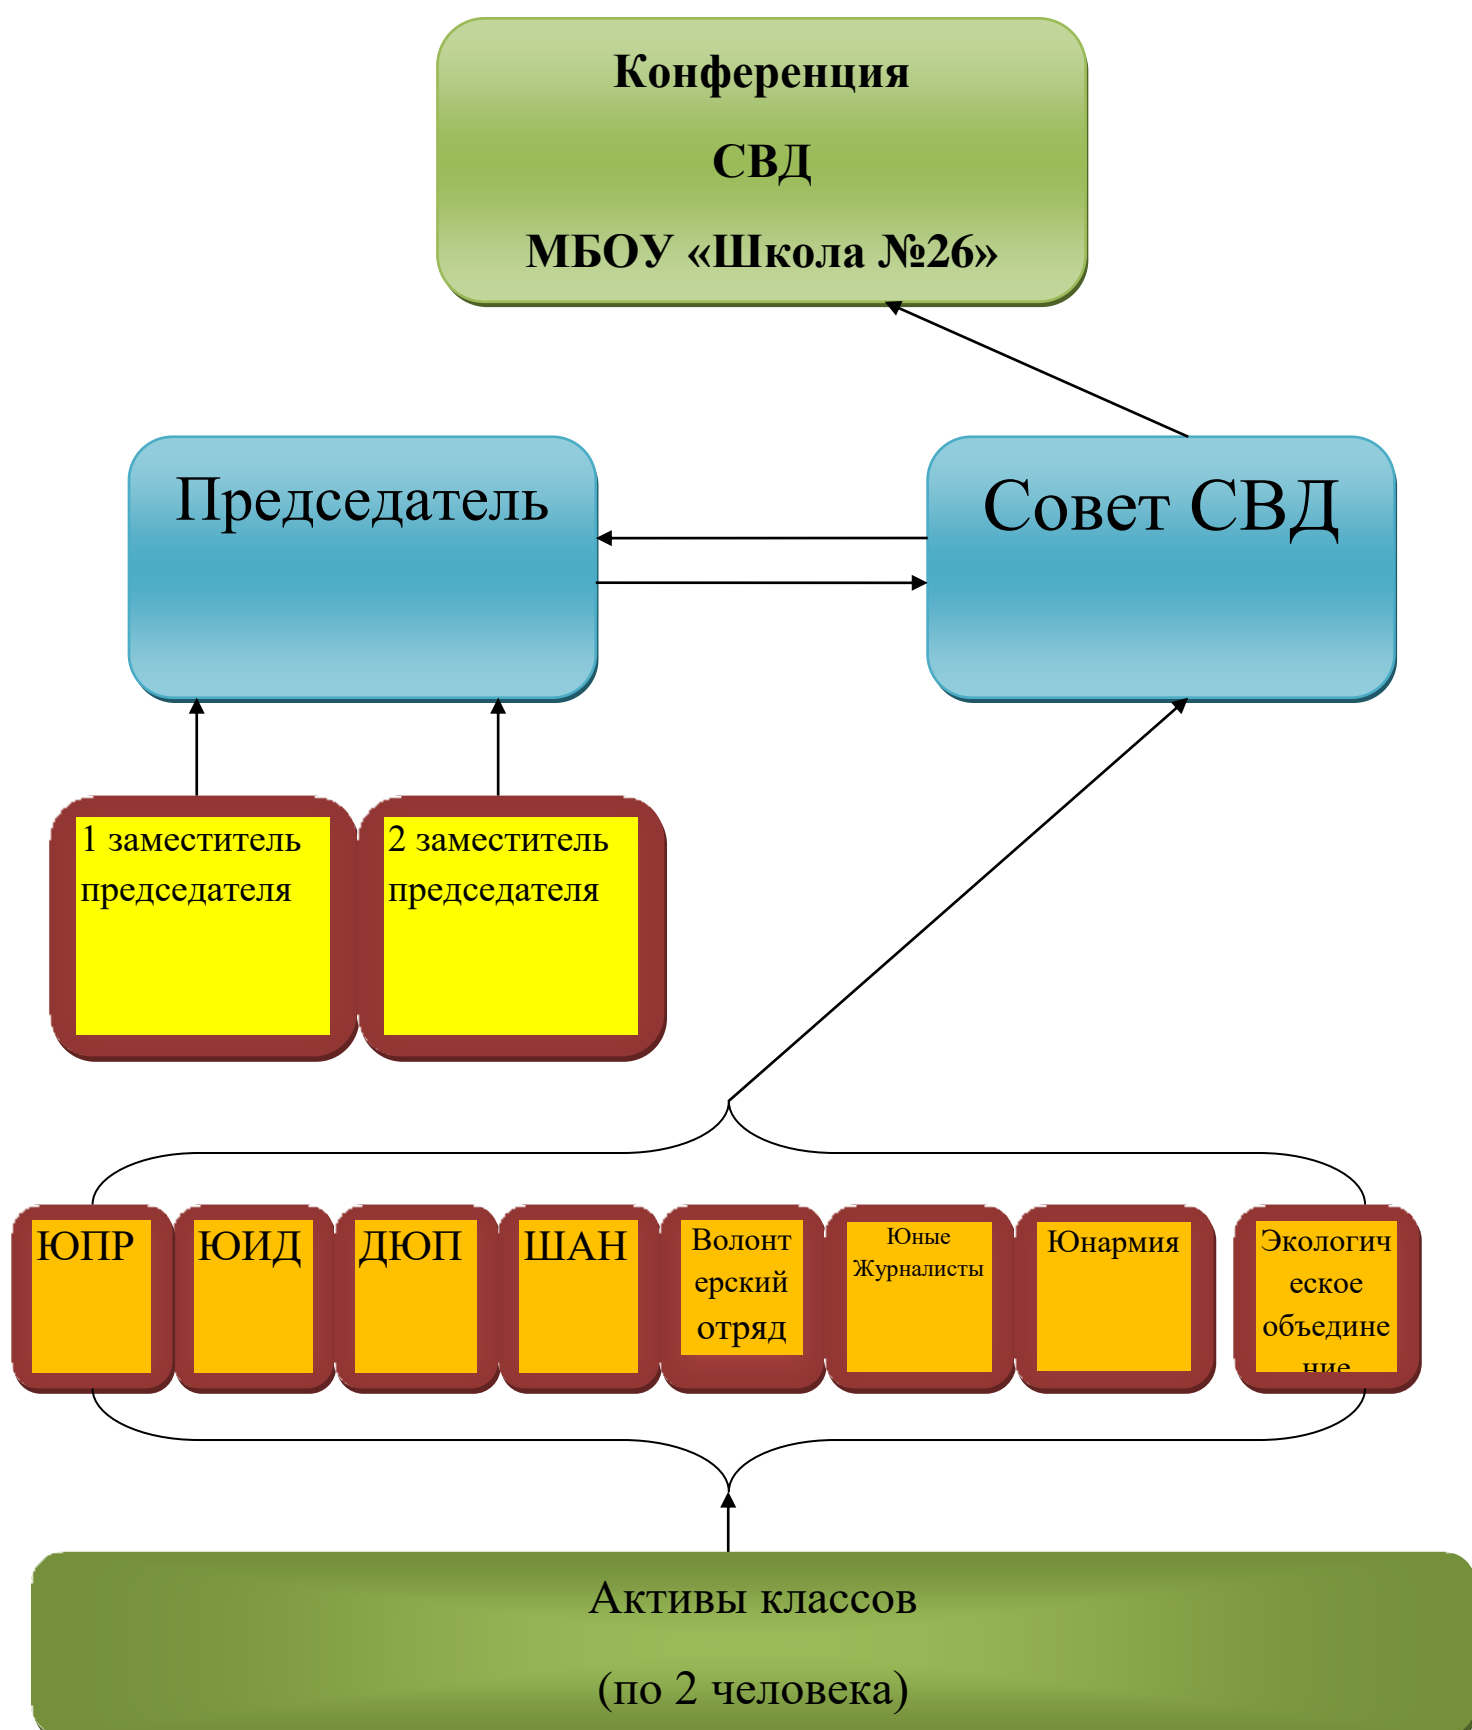 Конференция
СВД
МБОУ «Школа №26»
Председатель
Совет СВД
1 заместитель
председателя
2 заместитель
председателя
ЮПР
ЮИД
ДЮП
ШАН
Волонт
ерский
отряд
Юные
Журналисты
Юнармия
Экологич
еское
объедине
ние
Активы классов
(по 2 человека)